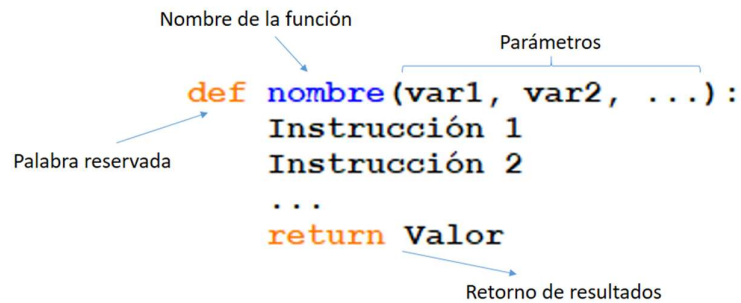 Nombre de la función
Parámetros
def nombre(var1, var2, ...):
Instrucción 1
Palabra reservada
Instrucción 2
...
return Valor
Retorno de resultados